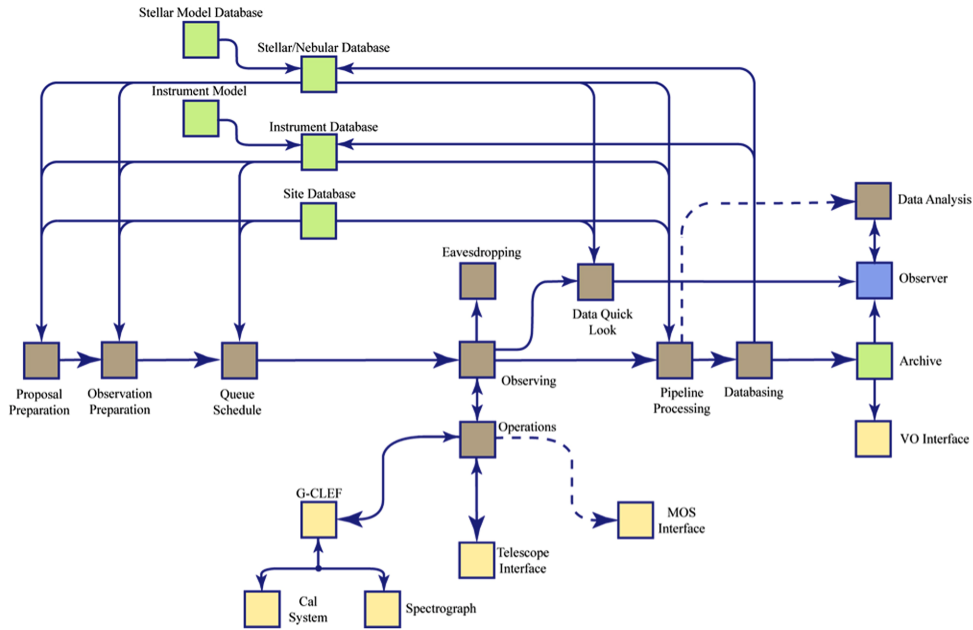 Stellar Model Database
Stellar/Nebular Database
Instrument Model
Instrument Database
Site Database
Data Analysis
Eavesdropping
Observer
Data Quick
Look
Proposal
Preparation
Observation
Preparation
Queue
Schedule
Observing
Pipeline
Processing
Databasing
Archive
Operations
VO Interface
G-CLEF
MOS
Interface
Telescope
Interface
Cal
System
Spectrograph